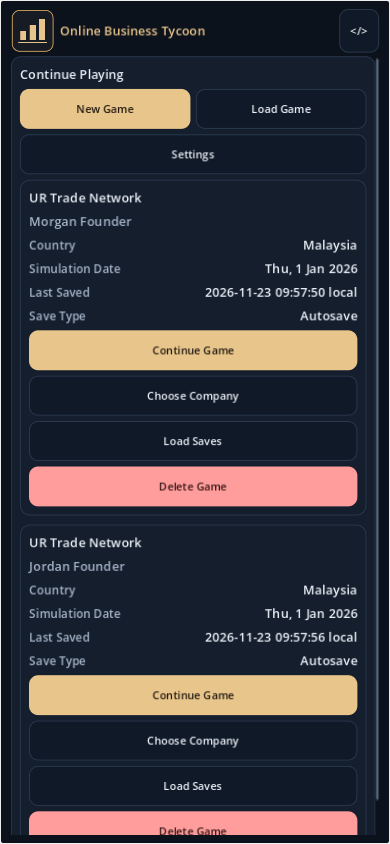 Online Business Tycoon
</>
Continue Playing
New Game
Load Game
Settings
UR Trade Network
Morgan Founder
Country Malaysia
Simulation Date Thu, 1 Jan 2026
Last Saved 2026-11-23 09:57:50 local
Save Type Autosave
Continue Game
Choose Company
Load Saves
Delete Game
UR Trade Network
Jordan Founder
Country Malaysia
Simulation Date Thu, 1 Jan 2026
Last Saved 2026-11-23 09:57:56 local
Save Type Autosave
Continue Game
Choose Company
Load Saves
Delete Game